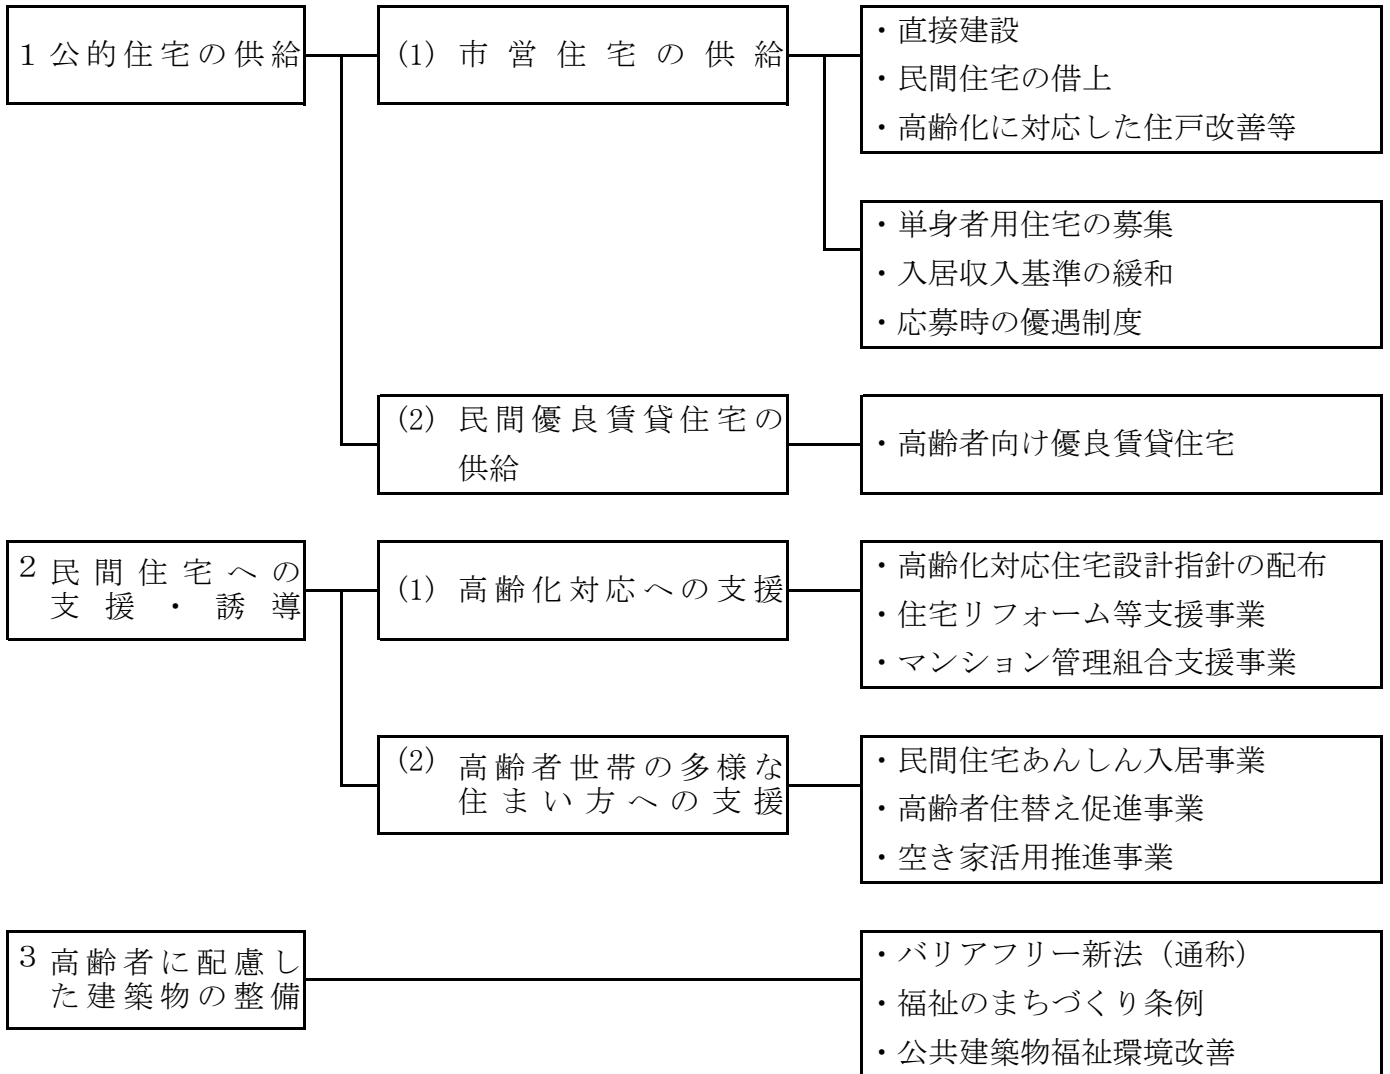 1 公的住宅の供給
(1) 市営住宅の供給
・直接建設
・民間住宅の借上
・高齢化に対応した住戸改善等
・単身者用住宅の募集
・入居収入基準の緩和
・応募時の優遇制度
(2) 民間優良賃貸住宅の
供給
・高齢者向け優良賃貸住宅
2 民間住宅への
支援・誘導
(1) 高齢化対応への支援
・高齢化対応住宅設計指針の配布
・住宅リフォーム等支援事業
・マンション管理組合支援事業
(2) 高齢者世帯の多様な
住まい方への支援
・民間住宅あんしん入居事業
・高齢者住替え促進事業
・空き家活用推進事業
3 高齢者に配慮し
た建築物の整備
・バリアフリー新法（通称）
・福祉のまちづくり条例
・公共建築物福祉環境改善